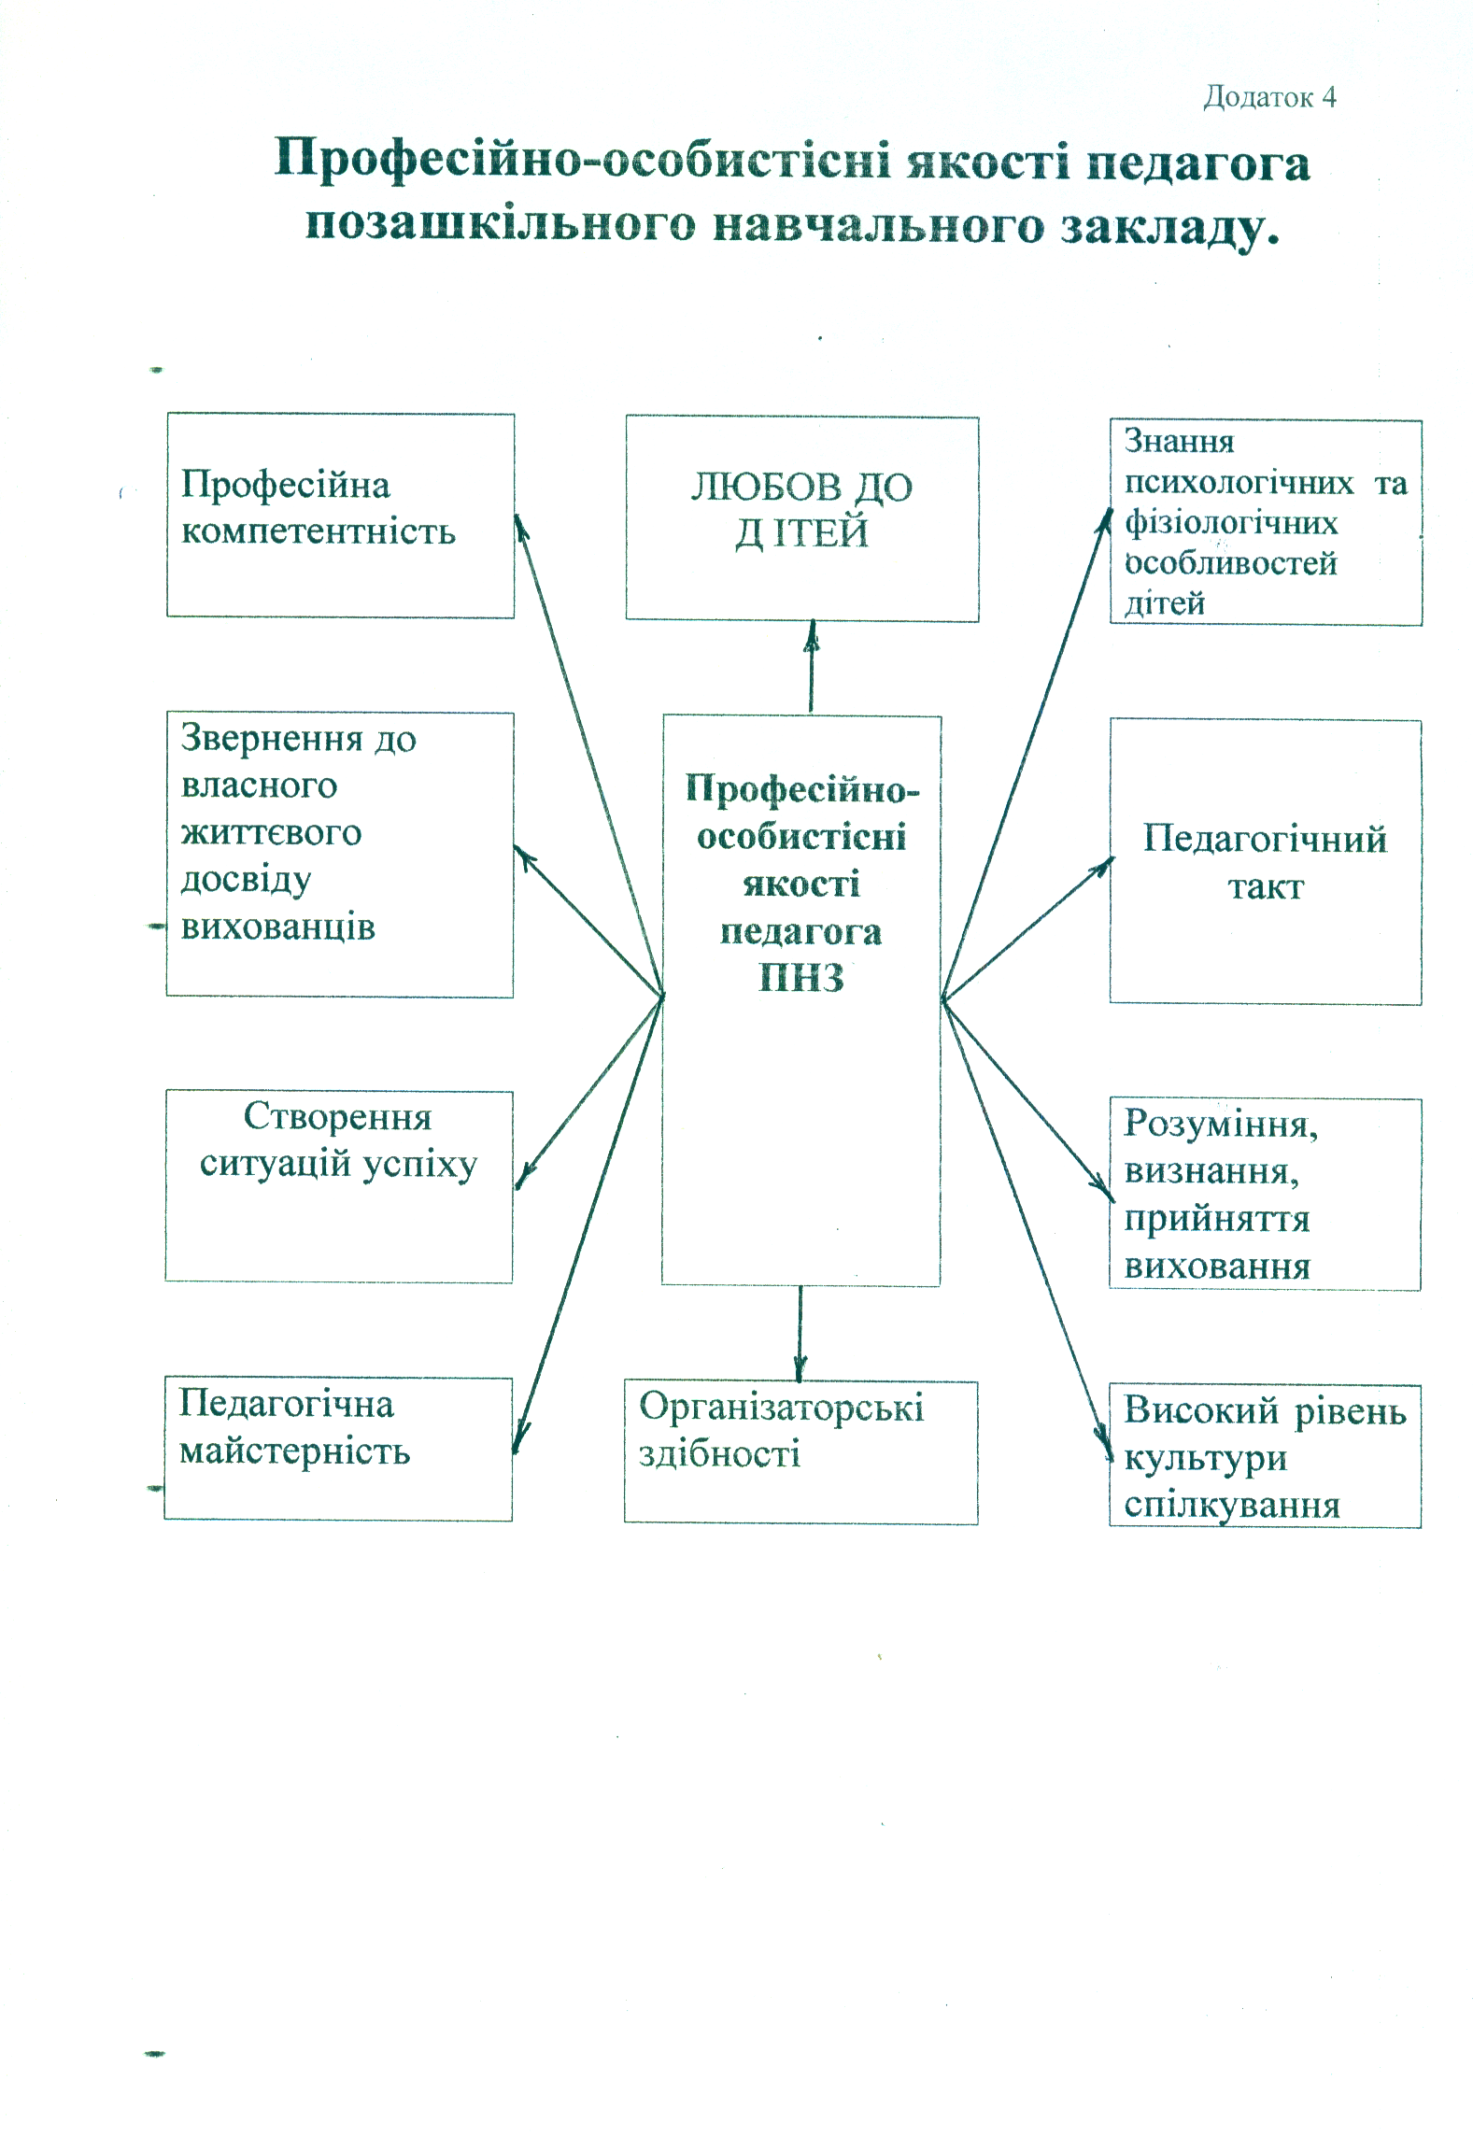 Додаток 4
Професійно-особистісні якості педагога
позашкільного навчального закладу.
Професійна
компетентність
ЛЮБОВ ДО
Д ІТЕЙ
Знання
психологічних та
фізіологічних
особливостей
дітей
Звернення до
власного
життєвого
досвіду
вихованців
Професійно-
особистісні
якості
педагога
ПНЗ
Педагогічний
такт
Створення
ситуацій успіху
Розуміння,
визнання,
прийняття
виховання
Педагогічна
майстерність
Організаторські
здібності
Високий рівень
культури
спілкування